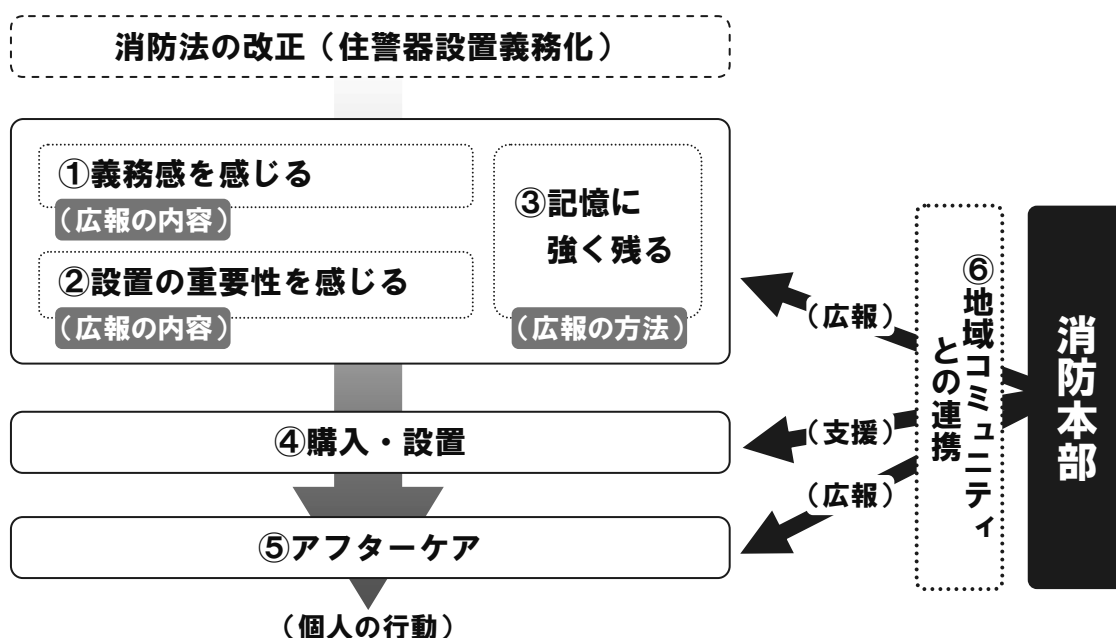 消防法の改正（住警器設置義務化）
①義務感を感じる
（広報の内容）
②設置の重要性を感じる
（広報の内容）
③記憶に
強く残る
（広報の方法）
④購入・設置
⑤アフターケア
（個人の行動）
（広報）
（支援）
（広報）
⑥地域コミュニティ
との連携
消防本部